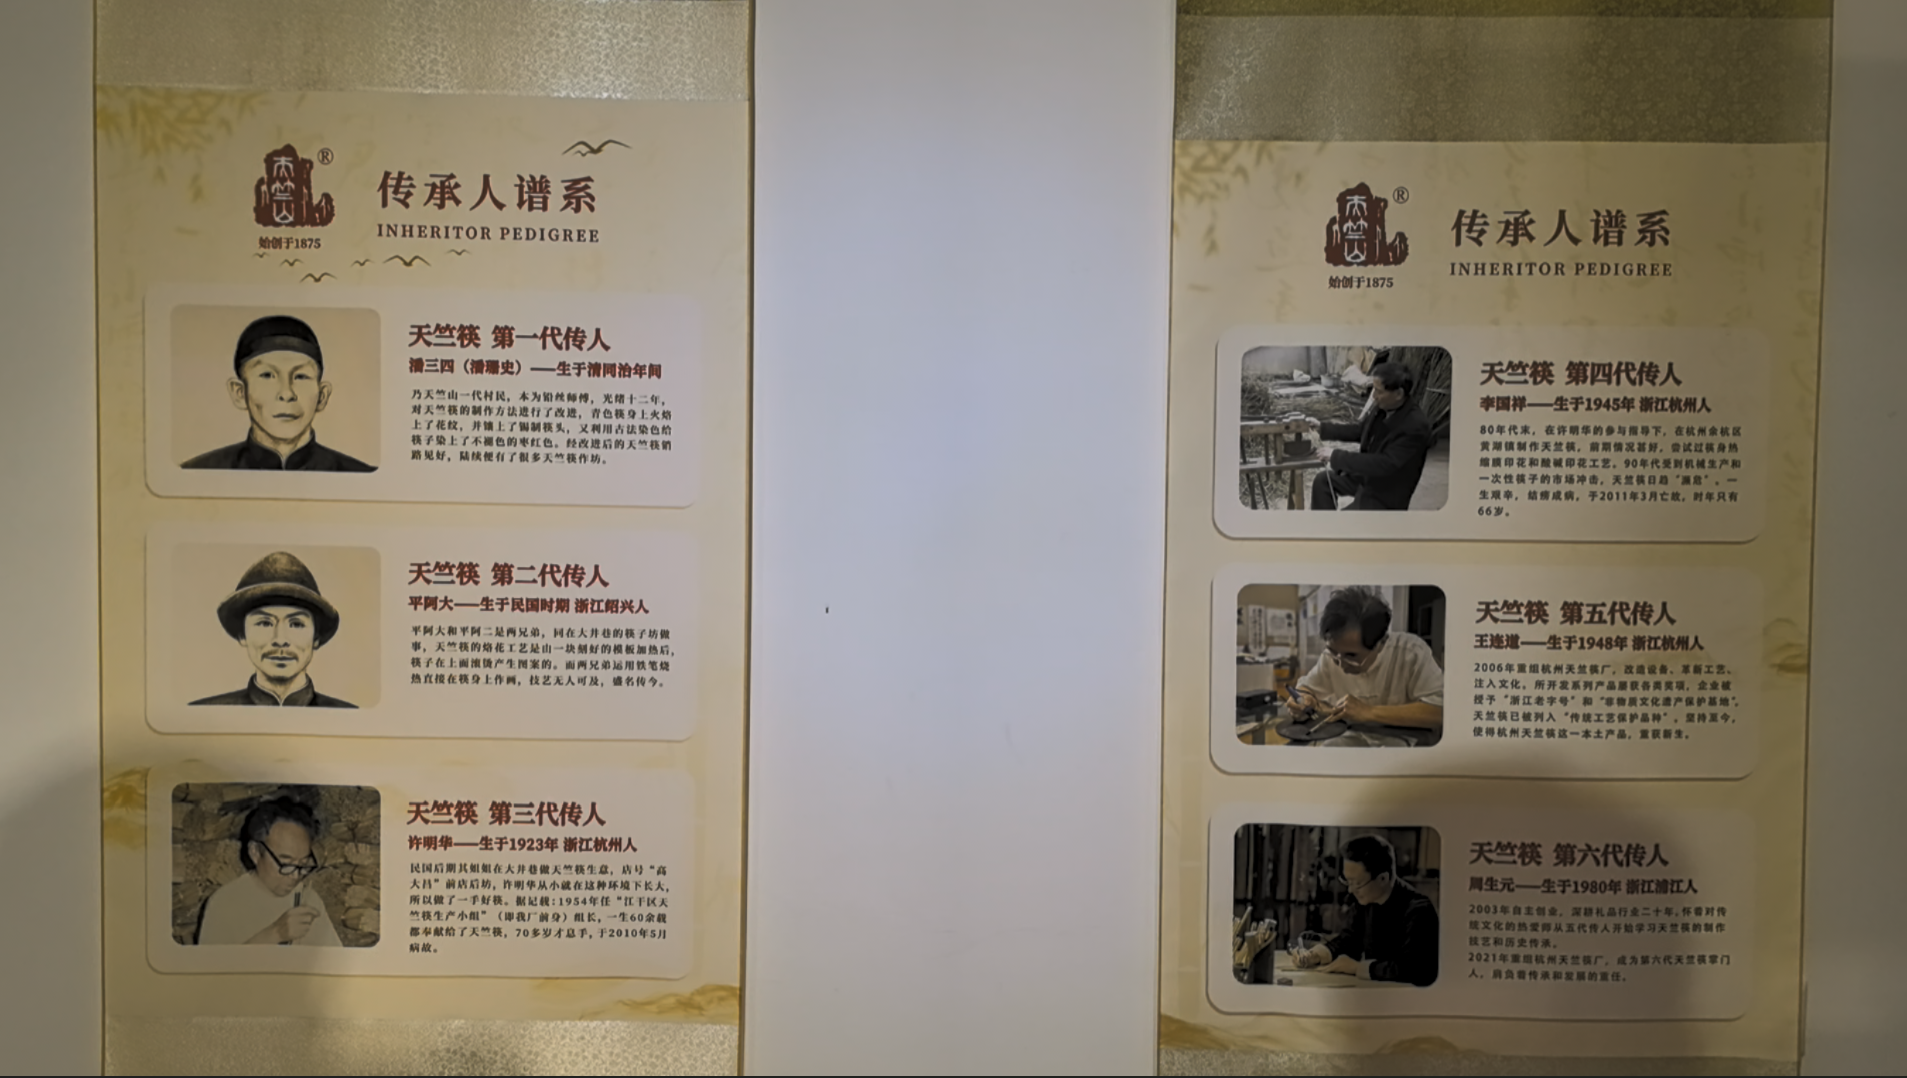 天竺山
®
始创于1875
传承人谱系
INHERITOR PEDIGREE
天竺筷 第一代传人
潘三四（潘珊史）——生于清同治年间
乃天竺山一代村民，本为铅丝师傅，光绪十二年，
对天竺筷的制作方法进行了改进，青色筷身上火烙
上了花纹，并镶上了锡制筷头，又利用古法染色给
筷子染上了不褪色的枣红色。经改进后的天竺筷销
路见好，陆续便有了很多天竺筷作坊。
天竺筷 第二代传人
平阿大——生于民国时期 浙江绍兴人
平阿大和平阿二是两兄弟，同在大井巷的筷子坊做
事，天竺筷的烙花工艺是由一块刻好的模板加热后，
筷子在上面滚烫产生图案的。而两兄弟运用铁笔烧
热直接在筷身上作画，技艺无人可及，盛名传今。
天竺筷 第三代传人
许明华——生于1923年 浙江杭州人
民国后期其姐姐在大井巷做天竺筷生意，店号“高
大昌”前店后坊，许明华从小就在这种环境下长大，
所以做了一手好筷。据记载：1954年任“江干区天
竺筷生产小组”（即我厂前身）组长，一生60余载
都奉献给了天竺筷，70多岁才息手，于2010年5月
病故。
天竺山
®
始创于1875
传承人谱系
INHERITOR PEDIGREE
天竺筷 第四代传人
李国祥——生于1945年 浙江杭州人
80年代末，在许明华的参与指导下，在杭州余杭区
黄湖镇制作天竺筷，前期情况甚好，尝试过筷身热
缩膜印花和酸碱印花工艺。90年代受到机械生产和
一次性筷子的市场冲击，天竺筷日趋“濒危”。一
生艰辛，结痨成病，于2011年3月亡故，时年只有
66岁。
天竺筷 第五代传人
王连道——生于1948年 浙江杭州人
2006年重组杭州天竺筷厂，改造设备、革新工艺、
注入文化。所开发系列产品屡获各类奖项，企业被
授予“浙江老字号”和“非物质文化遗产保护基地”。
天竺筷已被列入“传统工艺保护品种”。坚持至今，
使得杭州天竺筷这一本土产品，重获新生。
天竺筷 第六代传人
周生元——生于1980年 浙江浦江人
2003年自主创业，深耕礼品行业二十年，怀着对传
统文化的热爱师从五代传人开始学习天竺筷的制作
技艺和历史传承。
2021年重组杭州天竺筷厂，成为第六代天竺筷掌门
人，肩负着传承和发展的重任。